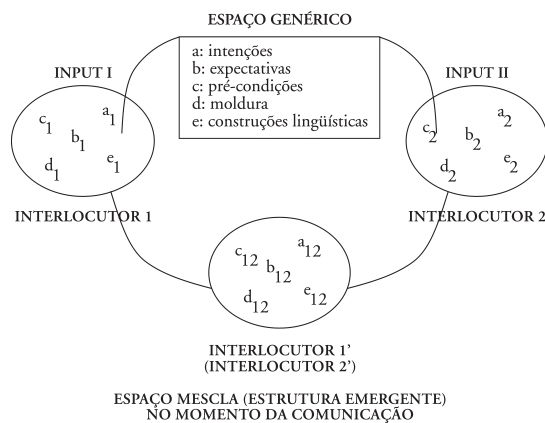 ESPAÇO GENÉRICO
a: intenções
b: expectativas
c: pré-condições
d: moldura
e: construções lingüísticas
INPUT I
c1 b1 a1
d1 e1
INTERLOCUTOR 1
INPUT II
c2 b2 a2
d2 e2
INTERLOCUTOR 2
c12 b12 a12
d12 e12
INTERLOCUTOR 1'
(INTERLOCUTOR 2')
ESPAÇO MESCLA (ESTRUTURA EMERGENTE)
NO MOMENTO DA COMUNICAÇÃO